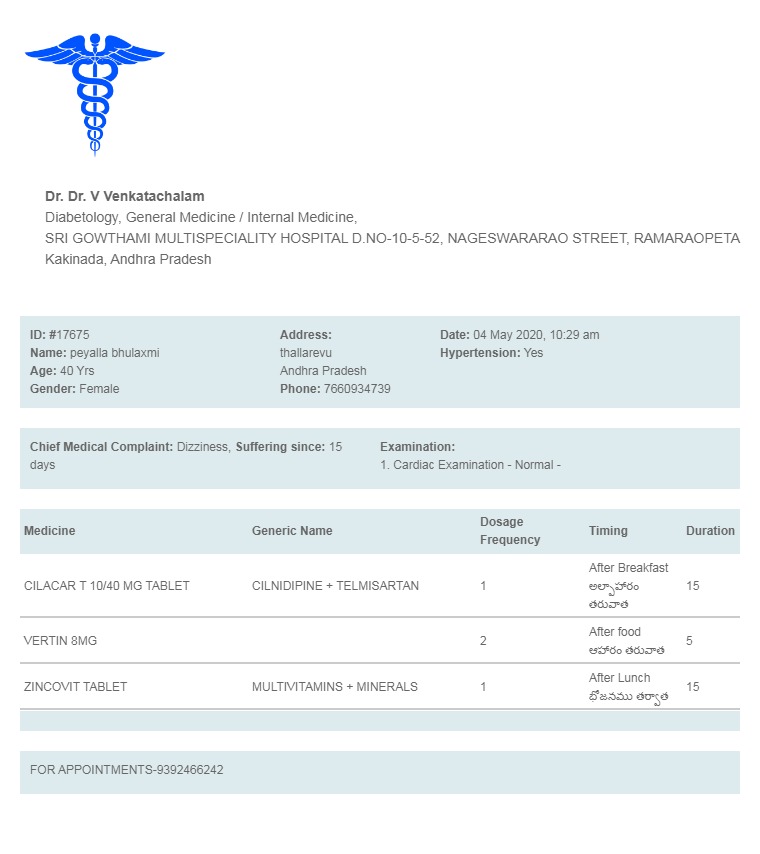 Dr. Dr. V Venkatachalam
Diabetology, General Medicine / Internal Medicine,
SRI GOWTHAMI MULTISPECIALITY HOSPITAL D.NO-10-5-52, NAGESWARARAO STREET, RAMARAOPETA
Kakinada, Andhra Pradesh
ID: #17675
Name: peyalla bhulaxmi
Age: 40 Yrs
Gender: Female
Address:
thallarevu
Andhra Pradesh
Phone: 7660934739
Date: 04 May 2020, 10:29 am
Hypertension: Yes
Chief Medical Complaint: Dizziness, Suffering since: 15
days
Examination:
1. Cardiac Examination - Normal -
Medicine Generic Name Dosage Frequency Timing Duration
CILACAR T 10/40 MG TABLET CILNIDIPINE + TELMISARTAN 1 After Breakfast 15
అల్పాహారం
తరువాత
VERTIN 8MG 2 After food 5
ఆహారం తరువాత
ZINCOVIT TABLET MULTIVITAMINS + MINERALS 1 After Lunch 15
భోజనము తర్వాత
FOR APPOINTMENTS-9392466242